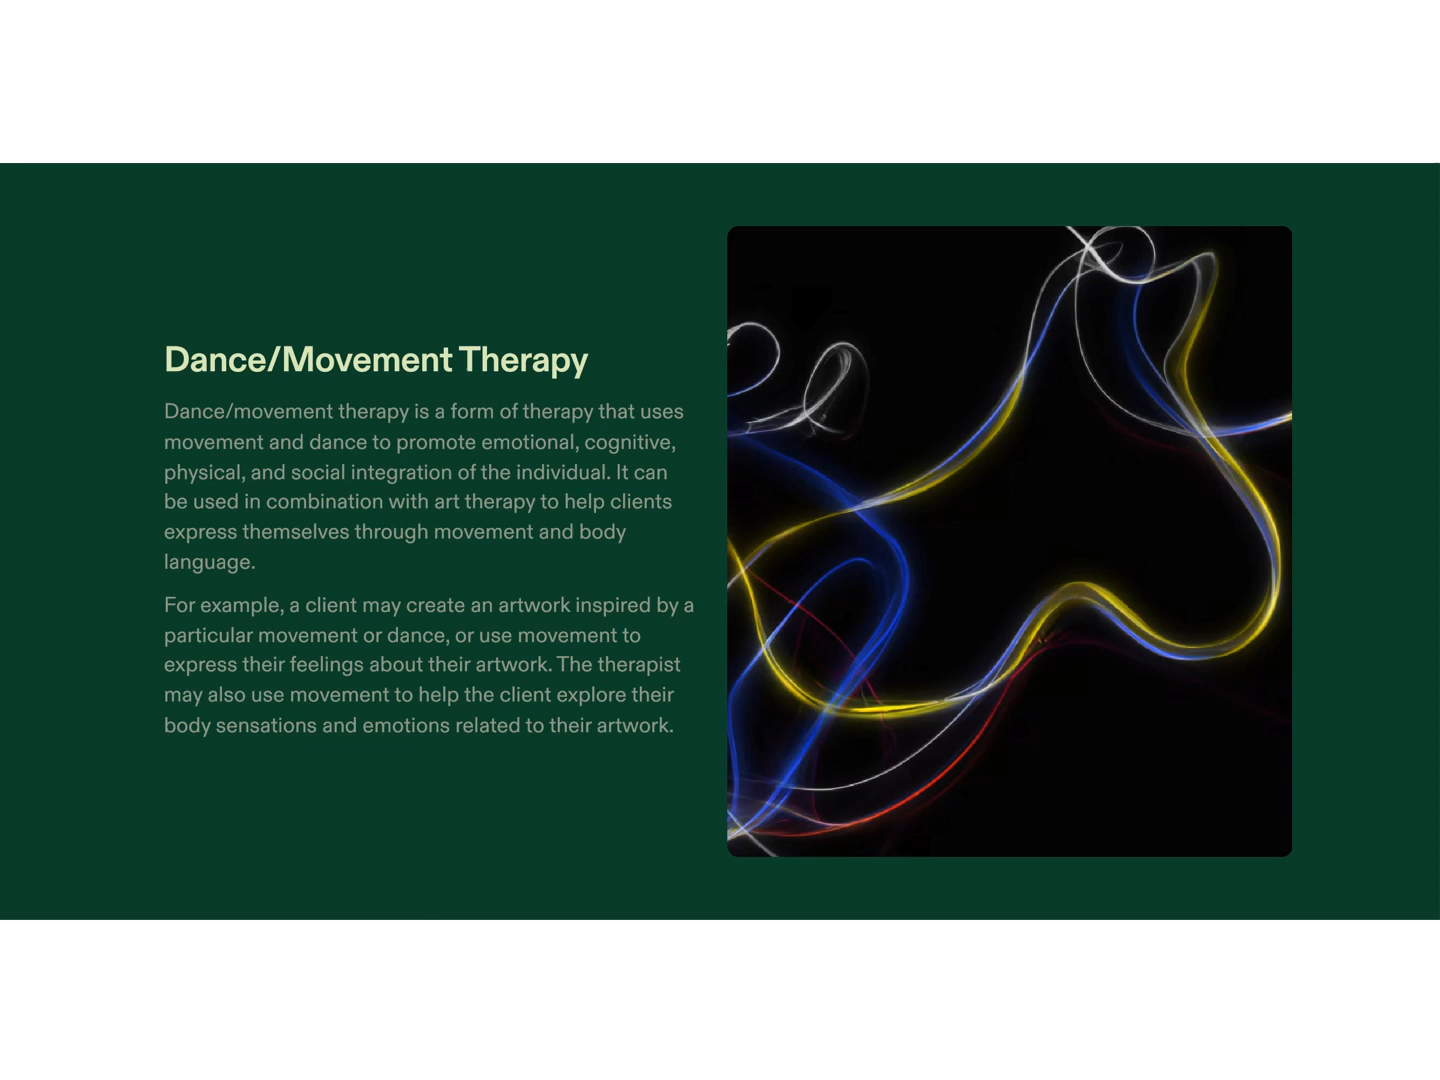 Dance/Movement Therapy
Dance/movement therapy is a form of therapy that uses
movement and dance to promote emotional, cognitive,
physical, and social integration of the individual. It can
be used in combination with art therapy to help clients
express themselves through movement and body
language.
For example, a client may create an artwork inspired by a
particular movement or dance, or use movement to
express their feelings about their artwork. The therapist
may also use movement to help the client explore their
body sensations and emotions related to their artwork.